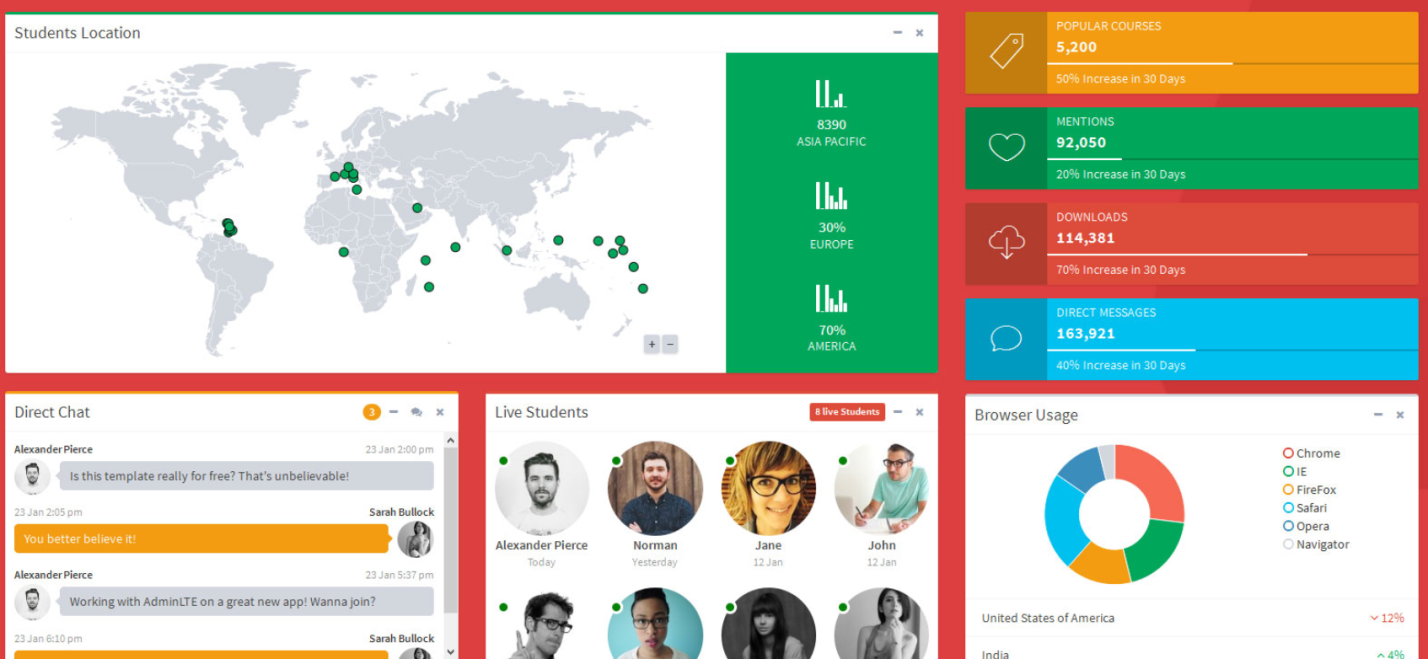 Students Location
8390
ASIA PACIFIC
30%
EUROPE
70%
AMERICA
+ −
POPULAR COURSES
5,200
50% Increase in 30 Days
MENTIONS
92,050
20% Increase in 30 Days
DOWNLOADS
114,381
70% Increase in 30 Days
DIRECT MESSAGES
163,921
40% Increase in 30 Days
Direct Chat 3
Alexander Pierce 23 Jan 2:00 pm
Is this template really for free? That's unbelievable!
23 Jan 2:05 pm Sarah Bullock
You better believe it!
Alexander Pierce 23 Jan 5:37 pm
Working with AdminLTE on a great new app! Wanna join?
23 Jan 6:10 pm Sarah Bullock
Live Students 8 live Students
Alexander Pierce Norman Jane John
Today Yesterday 12 Jan 12 Jan
Browser Usage
Chrome
IE
FireFox
Safari
Opera
Navigator
United States of America 12%
India 4%